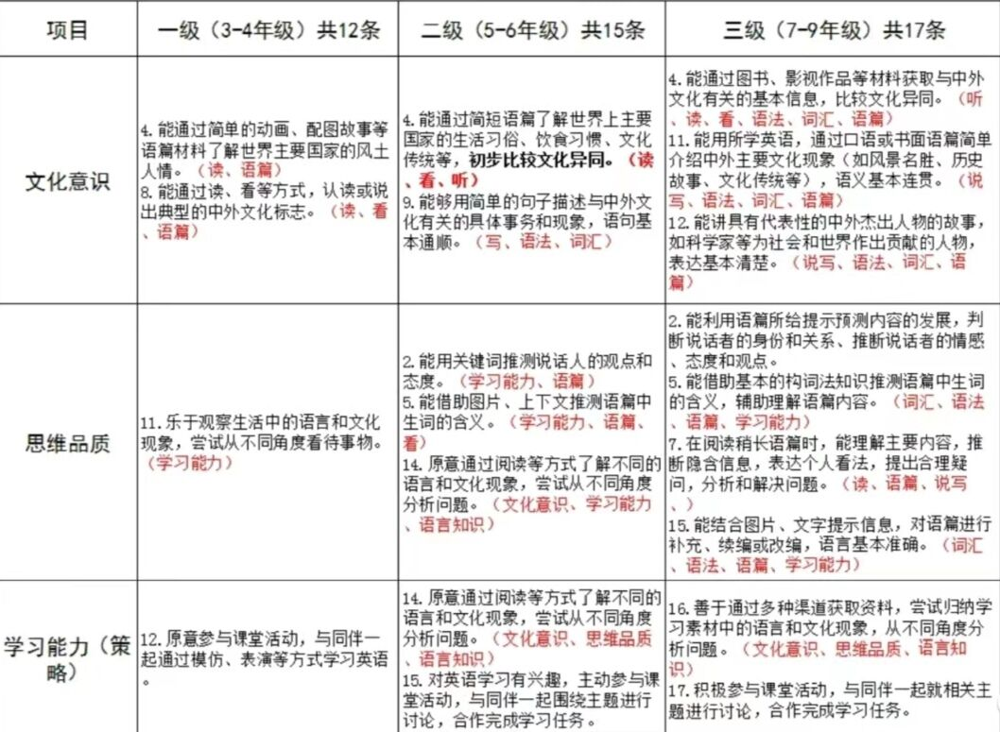 项目
一级（3-4年级）共12条
二级（5-6年级）共15条
三级（7-9年级）共17条
文化意识
4.能通过简单的动画、配图故事等
语篇材料了解世界主要国家的风土
人情。（读、语篇）
8.能通过读、看等方式，认读或说
出典型的中外文化标志。（读、看
、语篇）
4.能通过简短语篇了解世界上主要
国家的生活习俗、饮食习惯、文化
传统等，初步比较文化异同。（读
、看、听）
9.能够用简单的句子描述与中外文
化有关的具体事务和现象，语句基
本通顺。（写、语法、词汇）
4.能通过图书、影视作品等材料获取与中外
文化有关的基本信息，比较文化异同。（听
、读、看、语法、词汇、语篇）
11.能用所学英语，通过口语或书面语篇简单
介绍中外主要文化现象（如风景名胜、历史
故事、文化传统等），语义基本连贯。（说
写、语法、词汇、语篇）
12.能讲具有代表性的中外杰出人物的故事，
如科学家等为社会和世界作出贡献的人物，
表达基本清楚。（说写、语法、词汇、语
篇）
思维品质
11.乐于观察生活中的语言和文化
现象，尝试从不同角度看待事物。
（学习能力）
2.能用关键词推测说话人的观点和
态度。（学习能力、语篇）
5.能借助图片、上下文推测语篇中
生词的含义。（学习能力、语篇、
看）
14.原意通过阅读等方式了解不同的
语言和文化现象，尝试从不同角度
分析问题。（文化意识、学习能力
、语言知识）
2.能利用语篇所给提示预测内容的发展，判
断说话者的身份和关系、推断说话者的情感
、态度和观点。
5.能借助基本的构词法知识推测语篇中生词
的含义，辅助理解语篇内容。（词汇、语法
、语篇、学习能力）
7.在阅读稍长语篇时，能理解主要内容，推
断隐含信息，表达个人看法，提出合理疑
问，分析和解决问题。（读、语篇、说写
、）
15.能结合图片、文字提示信息，对语篇进行
补充、续编或改编，语言基本准确。（词汇
、语法、语篇、学习能力）
学习能力（策
略）
12.原意参与课堂活动，与同伴一
起通过模仿、表演等方式学习英语
。
14.原意通过阅读等方式了解不同的
语言和文化现象，尝试从不同角度
分析问题。（文化意识、思维品质
、语言知识）
15.对英语学习有兴趣，主动参与课
堂活动，与同伴一起围绕主题进行
讨论，合作完成学习任务。
16.善于通过多种渠道获取资料，尝试归纳学
习素材中的语言和文化现象，从不同角度分
析问题。（文化意识、思维品质、语言知
识）
17.积极参与课堂活动，与同伴一起就相关主
题进行讨论，合作完成学习任务。